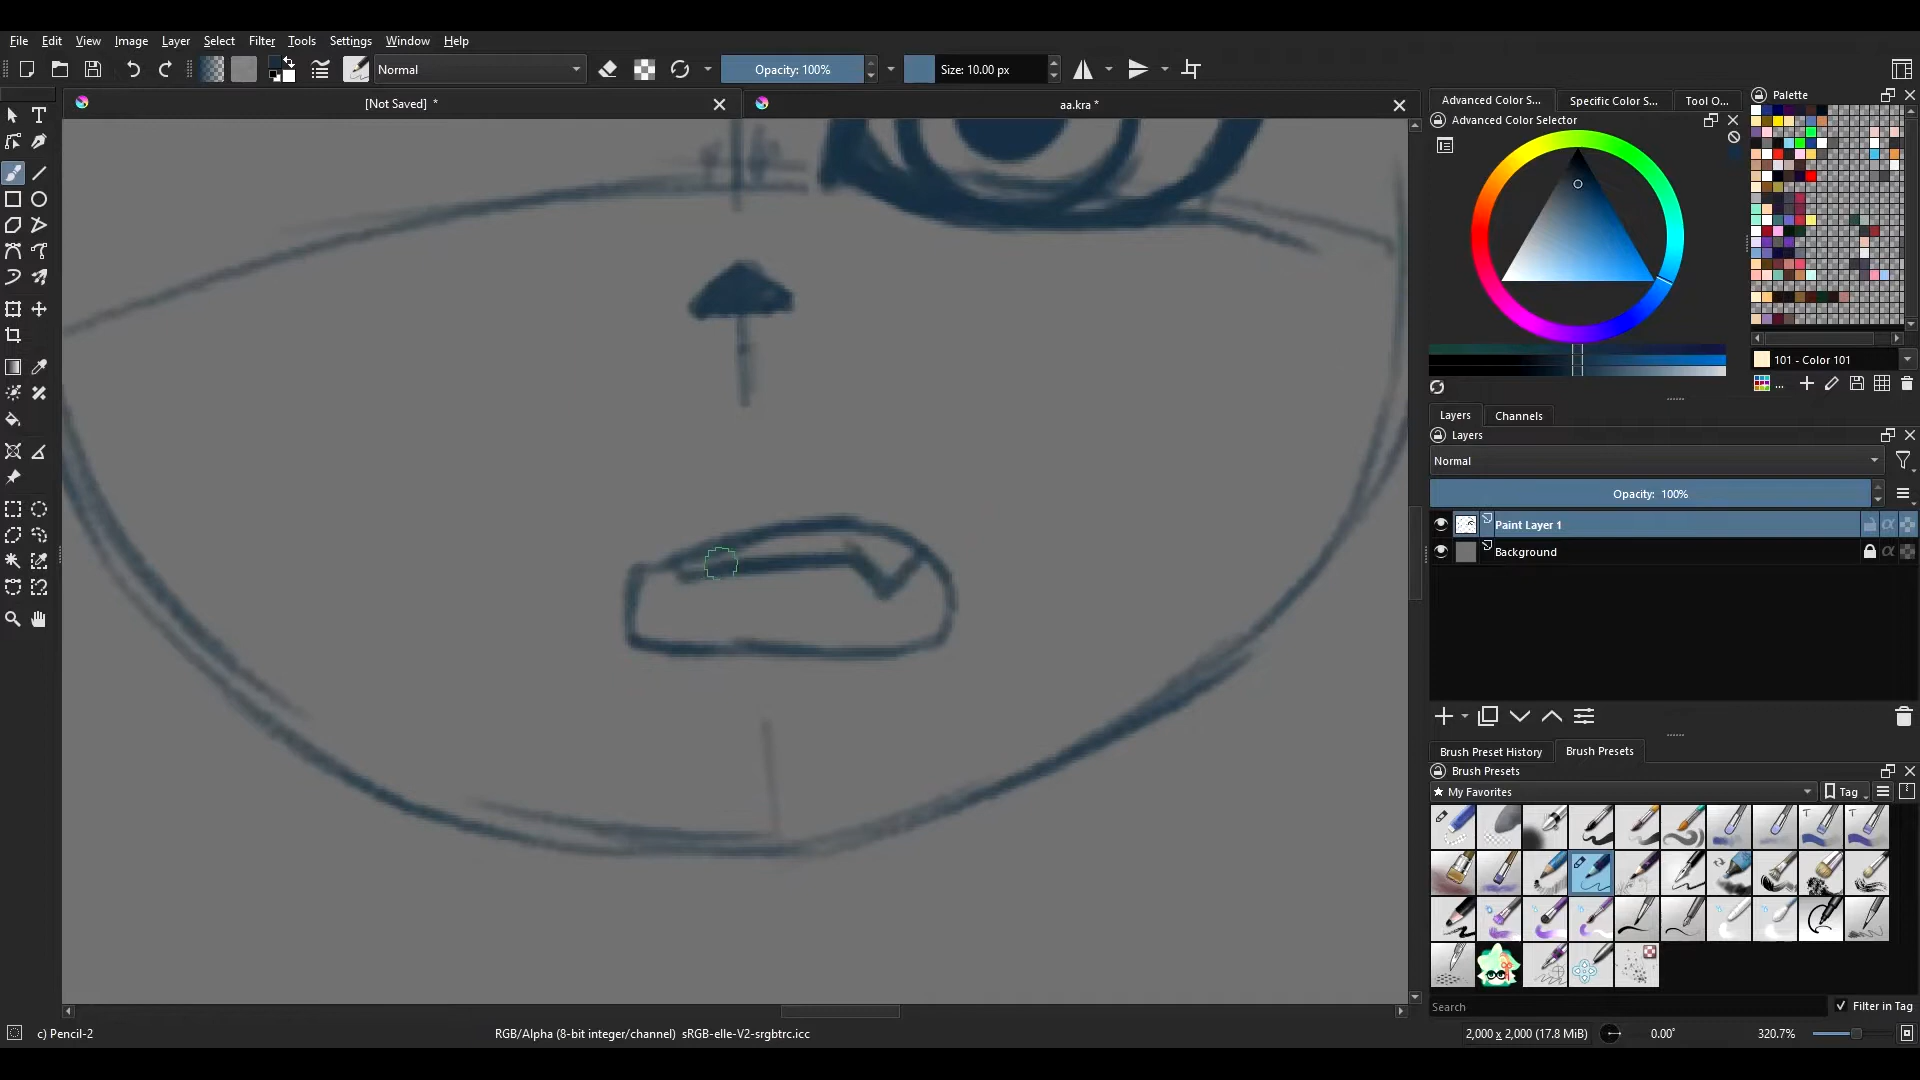 File Edit View Image Layer Select Filter Tools Settings Window Help
Normal Opacity: 100% Size: 10.00 px
[Not Saved] *
aa.kra *
Advanced Color S... Specific Color S... Tool O...
Advanced Color Selector
Palette
101 - Color 101
...
Layers Channels
Layers
Normal
Opacity: 100%
Paint Layer 1
Background
Brush Preset History Brush Presets
Brush Presets
My Favorites Tag
Search Filter in Tag
c) Pencil-2 RGB/Alpha (8-bit integer/channel) sRGB-elle-V2-srgbtrc.icc 2,000 x 2,000 (17.8 MiB) 0.00° 320.7%